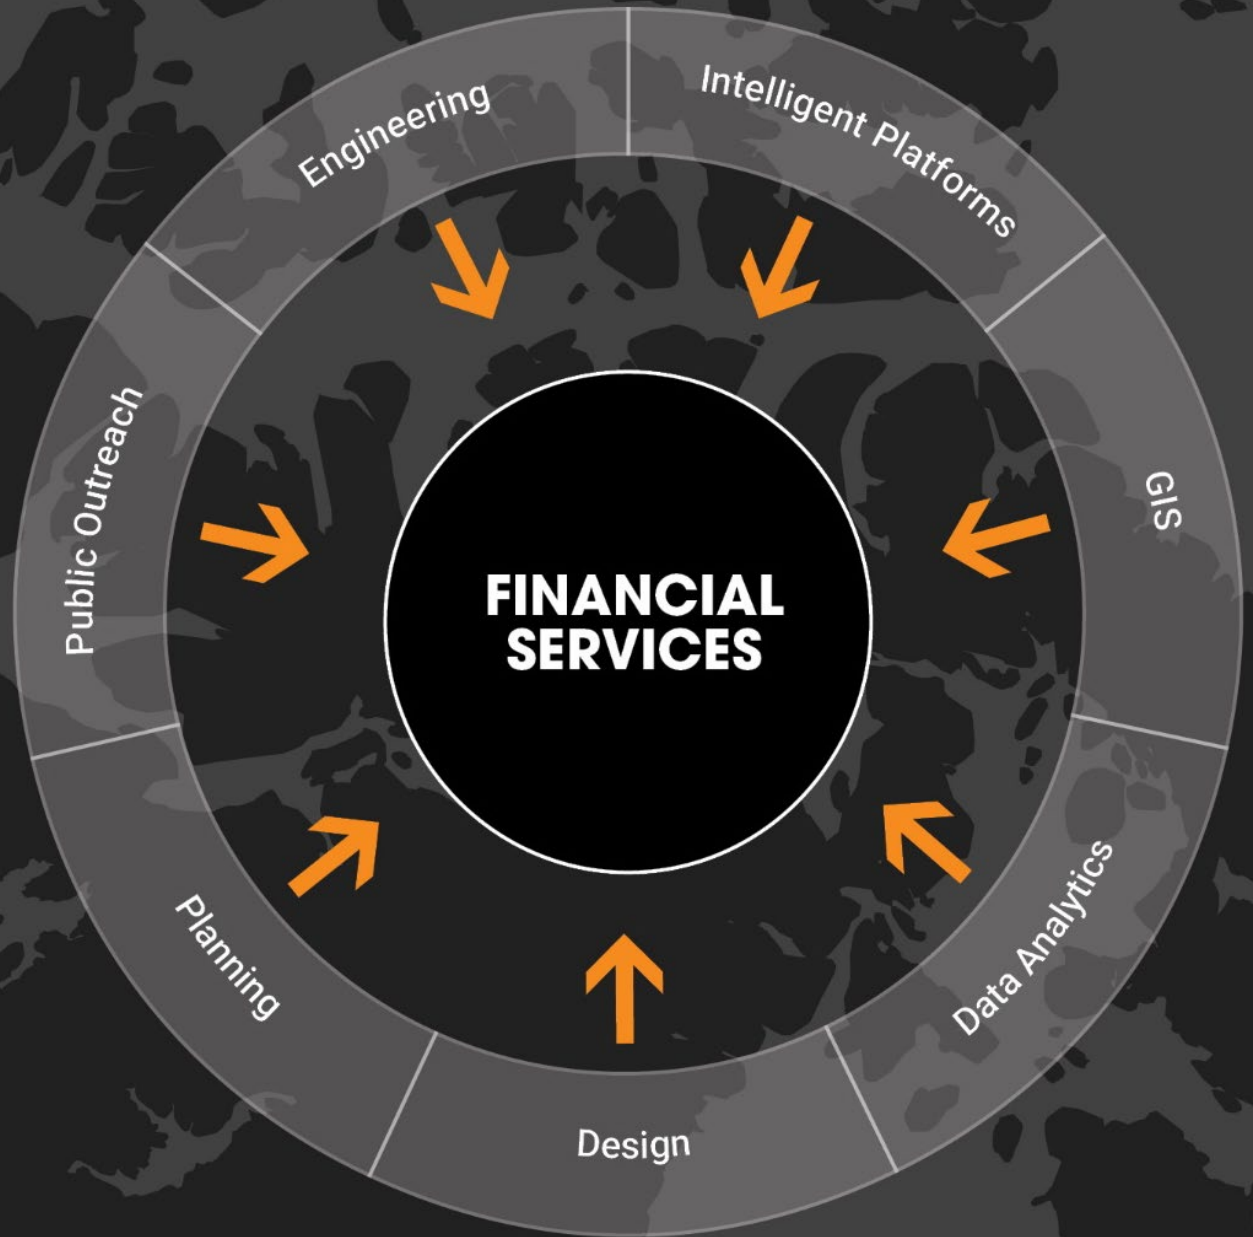 Engineering
Intelligent Platforms
Public Outreach
GIS
FINANCIAL
SERVICES
Planning
Data Analytics
Design